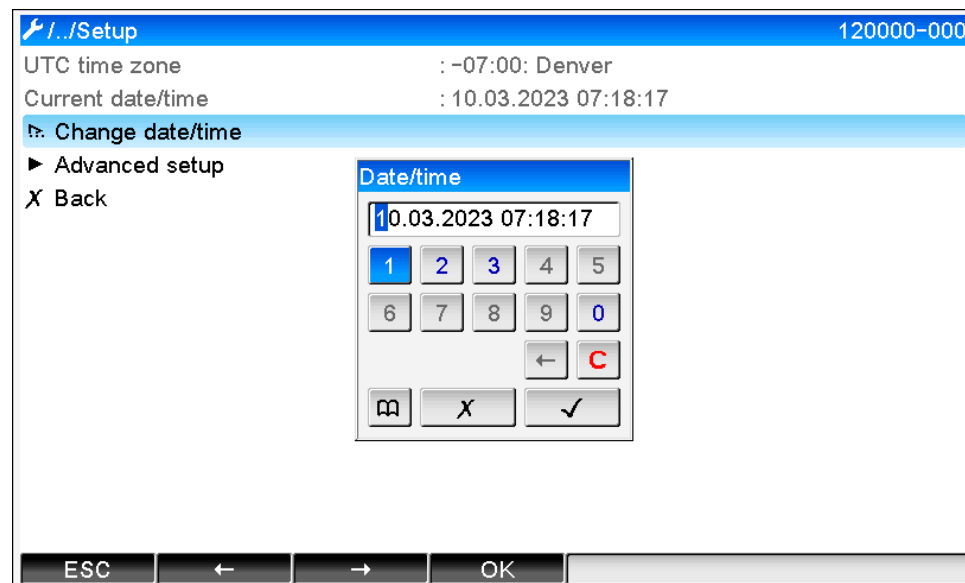 /../Setup 120000-000
UTC time zone : -07:00: Denver
Current date/time : 10.03.2023 07:18:17
Change date/time
► Advanced setup
X Back
Date/time
10.03.2023 07:18:17
1 2 3 4 5
6 7 8 9 0
← C
X ✓
ESC ← → OK